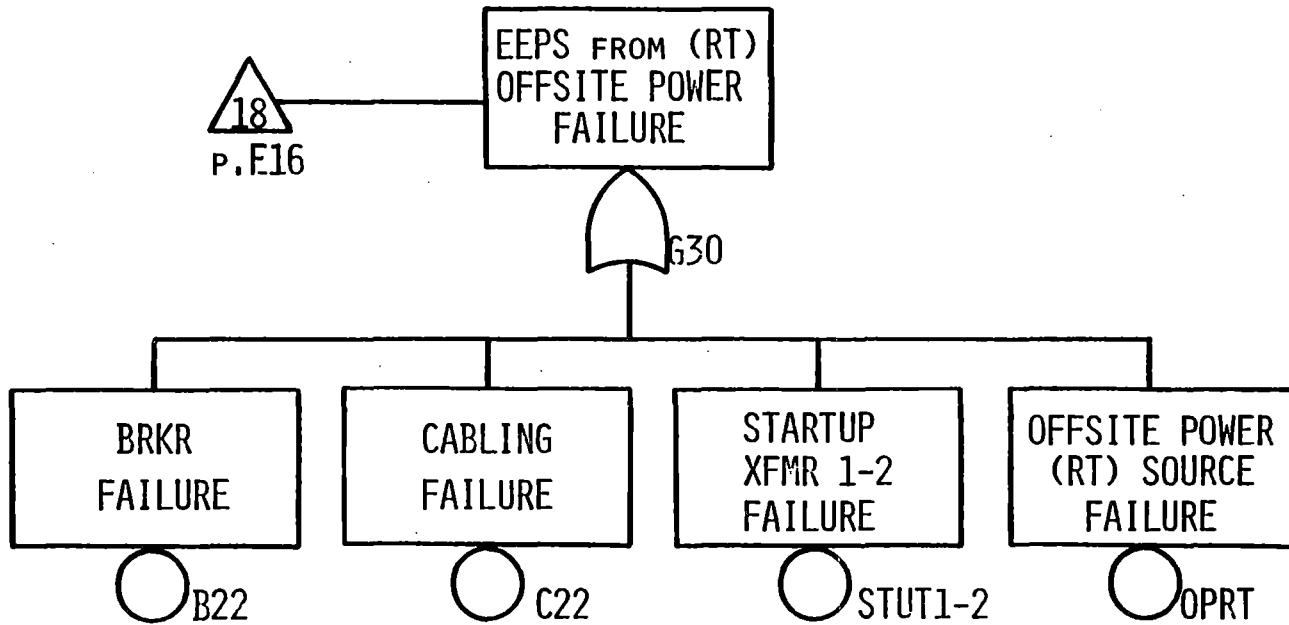 EEPS FROM (RT)
OFFSITE POWER
FAILURE
18
P.E16
G30
BRKR
FAILURE
CABLING
FAILURE
STARTUP
XFMR 1-2
FAILURE
OFFSITE POWER
(RT) SOURCE
FAILURE
B22
C22
STUT1-2
OPRT